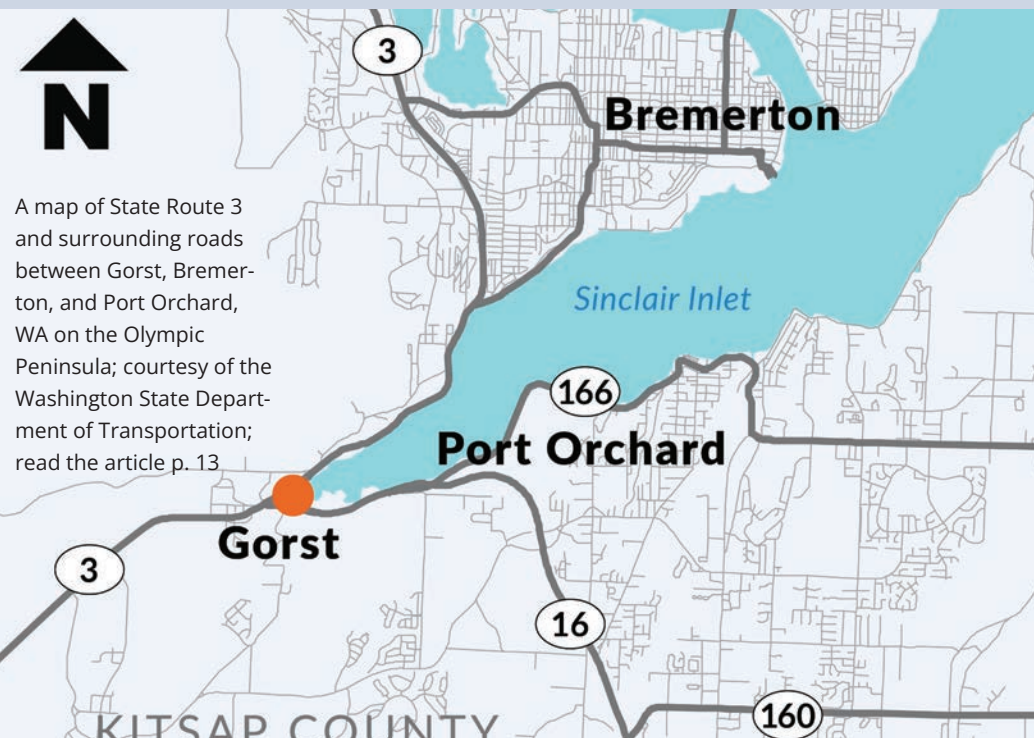 3
N
Bremerton
A map of State Route 3
and surrounding roads
between Gorst, Bremer-
ton, and Port Orchard,
WA on the Olympic
Peninsula; courtesy of the
Washington State Depart-
ment of Transportation;
read the article p. 13
Sinclair Inlet
166
Port Orchard
Gorst
3
16
160
KITSAP COUNTY